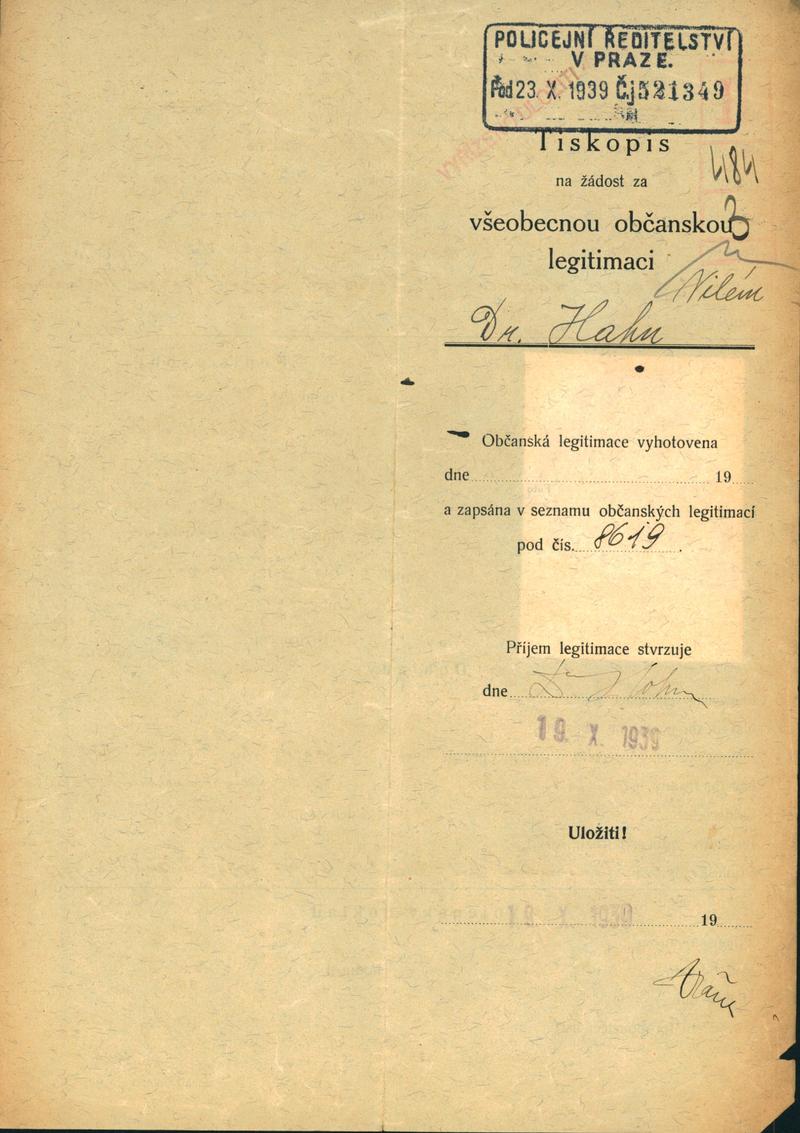 POLICEJNÍ ŘEDITELSTVÍ
V PRAZE.
23. X. 1939 Čj 521349
Tiskopis
na žádost za
všeobecnou občanskou
legitimaci
Vilém
Dr. Hahn
Občanská legitimace vyhotovena
dne 19
a zapsána v seznamu občanských legitimací
pod čís. 8619.
Příjem legitimace stvrzuje
dne
19. X. 1939
Uložiti!
19 X 1939 19